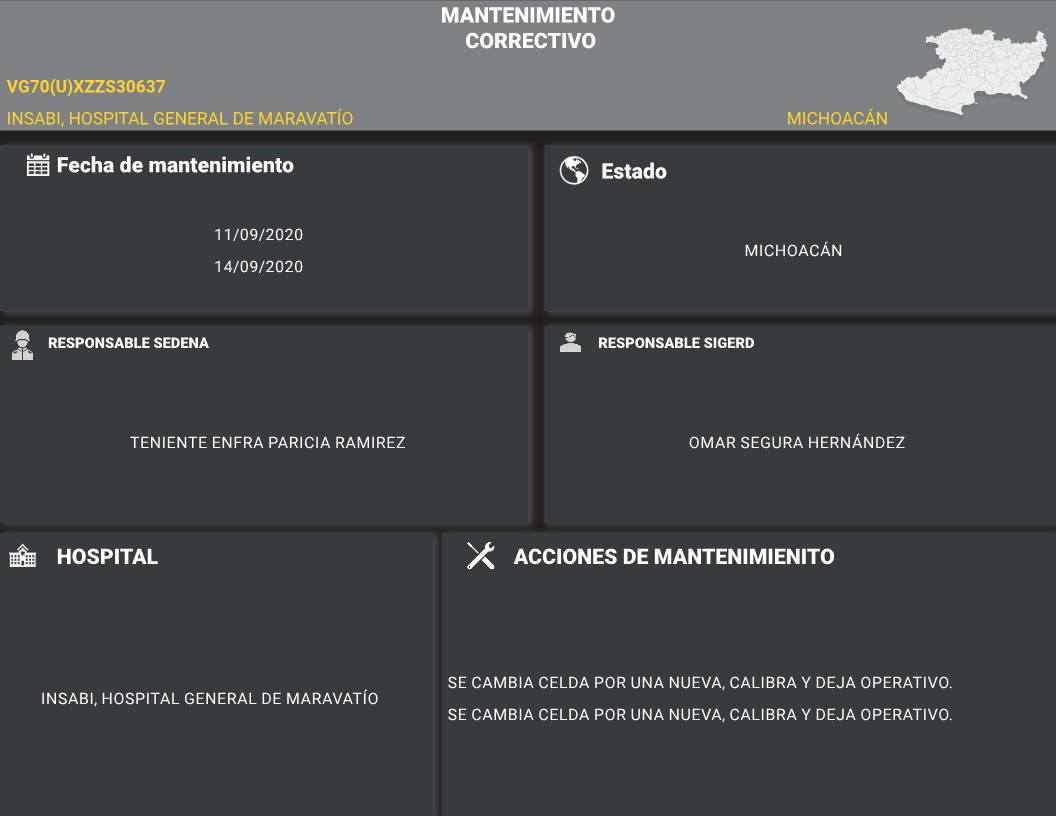 MANTENIMIENTO
CORRECTIVO
VG70(U)XZZS30637
INSABI, HOSPITAL GENERAL DE MARAVATÍO
MICHOACÁN
Fecha de mantenimiento
11/09/2020
14/09/2020
Estado
MICHOACÁN
RESPONSABLE SEDENA
TENIENTE ENFRA PARICIA RAMIREZ
RESPONSABLE SIGERD
OMAR SEGURA HERNÁNDEZ
HOSPITAL
INSABI, HOSPITAL GENERAL DE MARAVATÍO
ACCIONES DE MANTENIMIENITO
SE CAMBIA CELDA POR UNA NUEVA, CALIBRA Y DEJA OPERATIVO.
SE CAMBIA CELDA POR UNA NUEVA, CALIBRA Y DEJA OPERATIVO.